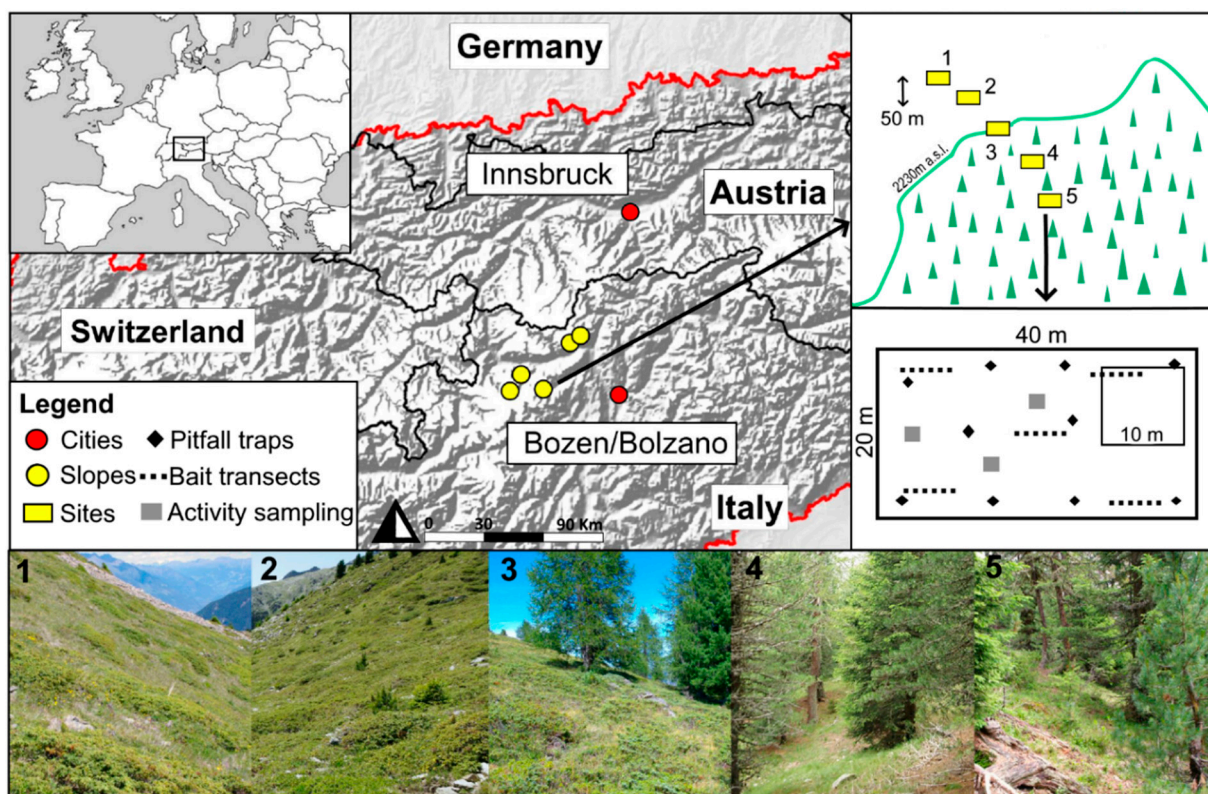 Germany
Innsbruck
Austria
Switzerland
Bozen/Bolzano
Italy
0 30 90 Km
Legend
Cities
Pitfall traps
Slopes
Bait transects
Sites
Activity sampling
1
2
50 m
3
4
2230m a.s.l.
5
40 m
20 m
10 m
1
2
3
4
5